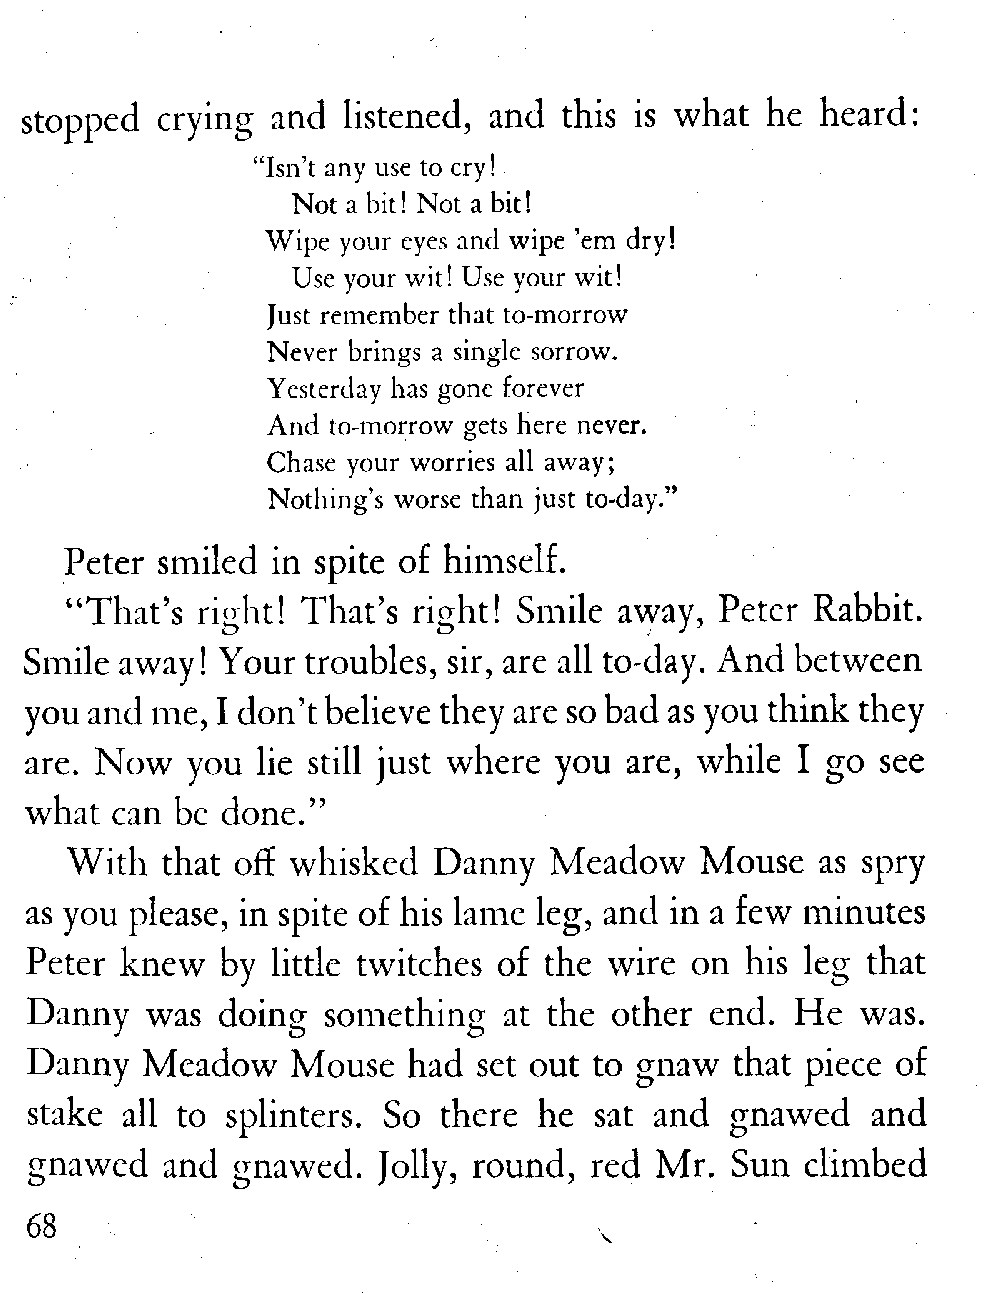 stopped crying and listened, and this is what he heard:
“Isn’t any use to cry!
Not a bit! Not a bit!
Wipe your eyes and wipe ’em dry!
Use your wit! Use your wit!
Just remember that to-morrow
Never brings a single sorrow.
Yesterday has gone forever
And to-morrow gets here never.
Chase your worries all away;
Nothing’s worse than just to-day.”
Peter smiled in spite of himself.
“That’s right! That’s right! Smile away, Peter Rabbit.
Smile away! Your troubles, sir, are all to-day. And between
you and me, I don’t believe they are so bad as you think they
are. Now you lie still just where you are, while I go see
what can be done.”
With that off whisked Danny Meadow Mouse as spry
as you please, in spite of his lame leg, and in a few minutes
Peter knew by little twitches of the wire on his leg that
Danny was doing something at the other end. He was.
Danny Meadow Mouse had set out to gnaw that piece of
stake all to splinters. So there he sat and gnawed and
gnawed and gnawed. Jolly, round, red Mr. Sun climbed
68